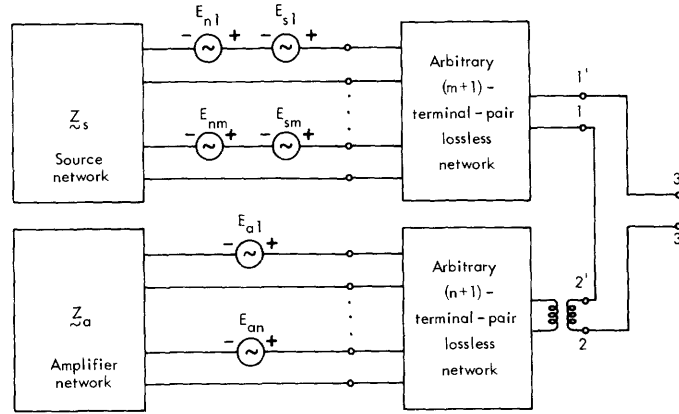 E_n1 E_s1
- ~ + - ~ +
Z_s
Source
network
E_nm E_sm
- ~ + - ~ +
Arbitrary
(m+1) -
terminal - pair
lossless
network
1'
1
3
3
E_a1
- ~ +
Z_a
Amplifier
network
E_an
- ~ +
Arbitrary
(n+1) -
terminal - pair
lossless
network
2'
2